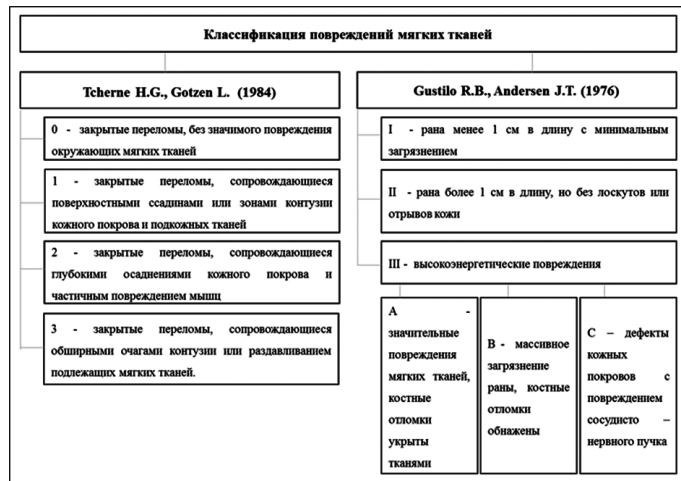 Классификация повреждений мягких тканей
Tcherne H.G., Gotzen L. (1984)
0 - закрытые переломы, без значимого повреждения
окружающих мягких тканей
1 - закрытые переломы, сопровождающиеся
поверхностными ссадинами или зонами контузии
кожного покрова и подкожных тканей
2 - закрытые переломы, сопровождающиеся
глубокими осаднениями кожного покрова и
частичным повреждением мышц
3 - закрытые переломы, сопровождающиеся
обширными очагами контузии или раздавливанием
подлежащих мягких тканей.
Gustilo R.B., Andersen J.T. (1976)
I - рана менее 1 см в длину с минимальным
загрязнением
II - рана более 1 см в длину, но без лоскутов или
отрывов кожи
III - высокоэнергетические повреждения
А -
значительные
повреждения
мягких тканей,
костные
отломки
укрыты
тканями
В - массивное
загрязнение
раны, костные
отломки
обнажены
С – дефекты
кожных
покровов с
повреждением
сосудисто –
нервного пучка